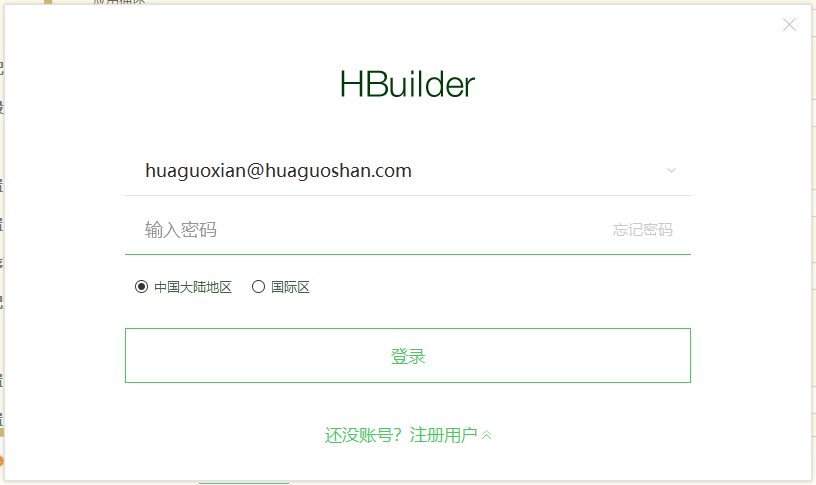 HBuilder
huaguoxian@huaguoshan.com
输入密码 忘记密码
中国大陆地区 国际区
登录
还没账号？注册用户